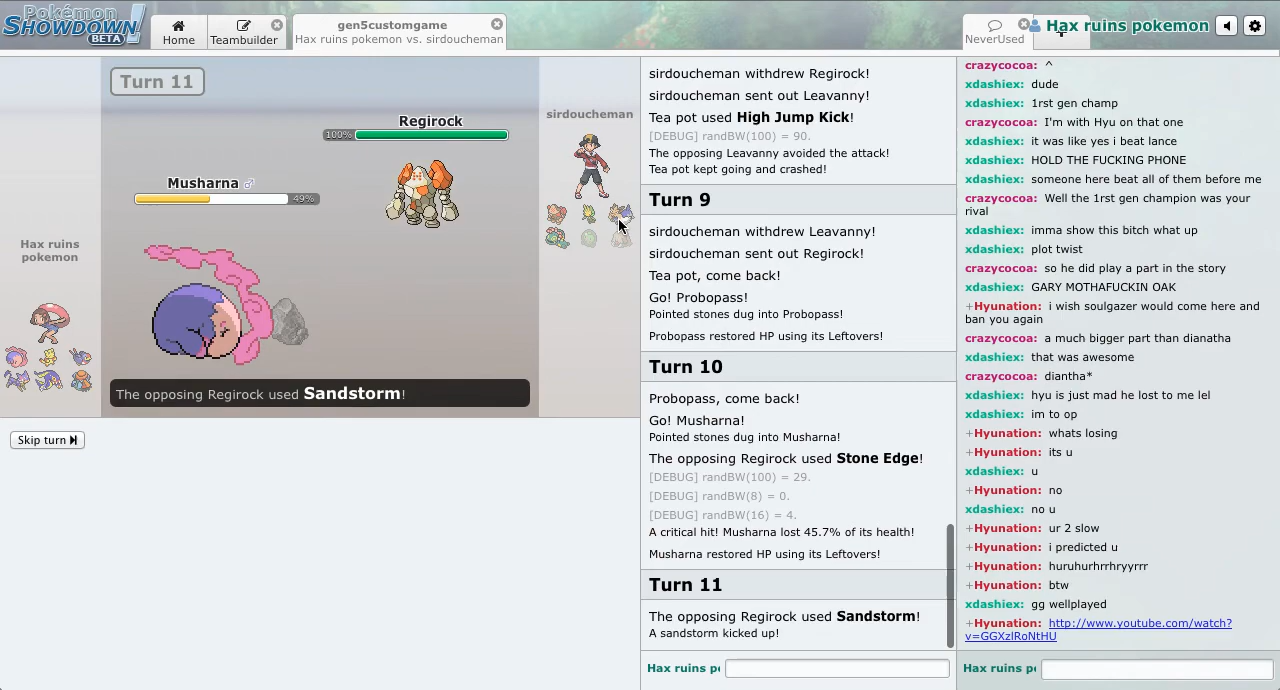 Pokémon
SHOWDOWN!
BETA
Home
Teambuilder
gen5customgame
Hax ruins pokemon vs. sirdoucheman
NeverUsed
Hax ruins pokemon
Turn 11
Regirock
100%
Musharna ♂
49%
Hax ruins
pokemon
sirdoucheman
The opposing Regirock used Sandstorm!
Skip turn
sirdoucheman withdrew Regirock!
sirdoucheman sent out Leavanny!
Tea pot used High Jump Kick!
[DEBUG] randBW(100) = 90.
The opposing Leavanny avoided the attack!
Tea pot kept going and crashed!
Turn 9
sirdoucheman withdrew Leavanny!
sirdoucheman sent out Regirock!
Tea pot, come back!
Go! Probopass!
Pointed stones dug into Probopass!
Probopass restored HP using its Leftovers!
Turn 10
Probopass, come back!
Go! Musharna!
Pointed stones dug into Musharna!
The opposing Regirock used Stone Edge!
[DEBUG] randBW(100) = 29.
[DEBUG] randBW(8) = 0.
[DEBUG] randBW(16) = 4.
A critical hit! Musharna lost 45.7% of its health!
Musharna restored HP using its Leftovers!
Turn 11
The opposing Regirock used Sandstorm!
A sandstorm kicked up!
Hax ruins p
crazycocoa: ^
xdashiex: dude
xdashiex: 1rst gen champ
crazycocoa: I'm with Hyu on that one
xdashiex: it was like yes i beat lance
xdashiex: HOLD THE FUCKING PHONE
xdashiex: someone here beat all of them before me
crazycocoa: Well the 1rst gen champion was your
rival
xdashiex: imma show this bitch what up
xdashiex: plot twist
crazycocoa: so he did play a part in the story
xdashiex: GARY MOTHAFUCKIN OAK
+Hyunation: i wish soulgazer would come here and
ban you again
crazycocoa: a much bigger part than dianatha
xdashiex: that was awesome
crazycocoa: diantha*
xdashiex: hyu is just mad he lost to me lel
xdashiex: im to op
+Hyunation: whats losing
+Hyunation: its u
xdashiex: u
+Hyunation: no
xdashiex: no u
+Hyunation: ur 2 slow
+Hyunation: i predicted u
+Hyunation: huruhurhrrhryyrrr
+Hyunation: btw
xdashiex: gg wellplayed
+Hyunation: http://www.youtube.com/watch?
v=GGXzlRoNtHU
Hax ruins p